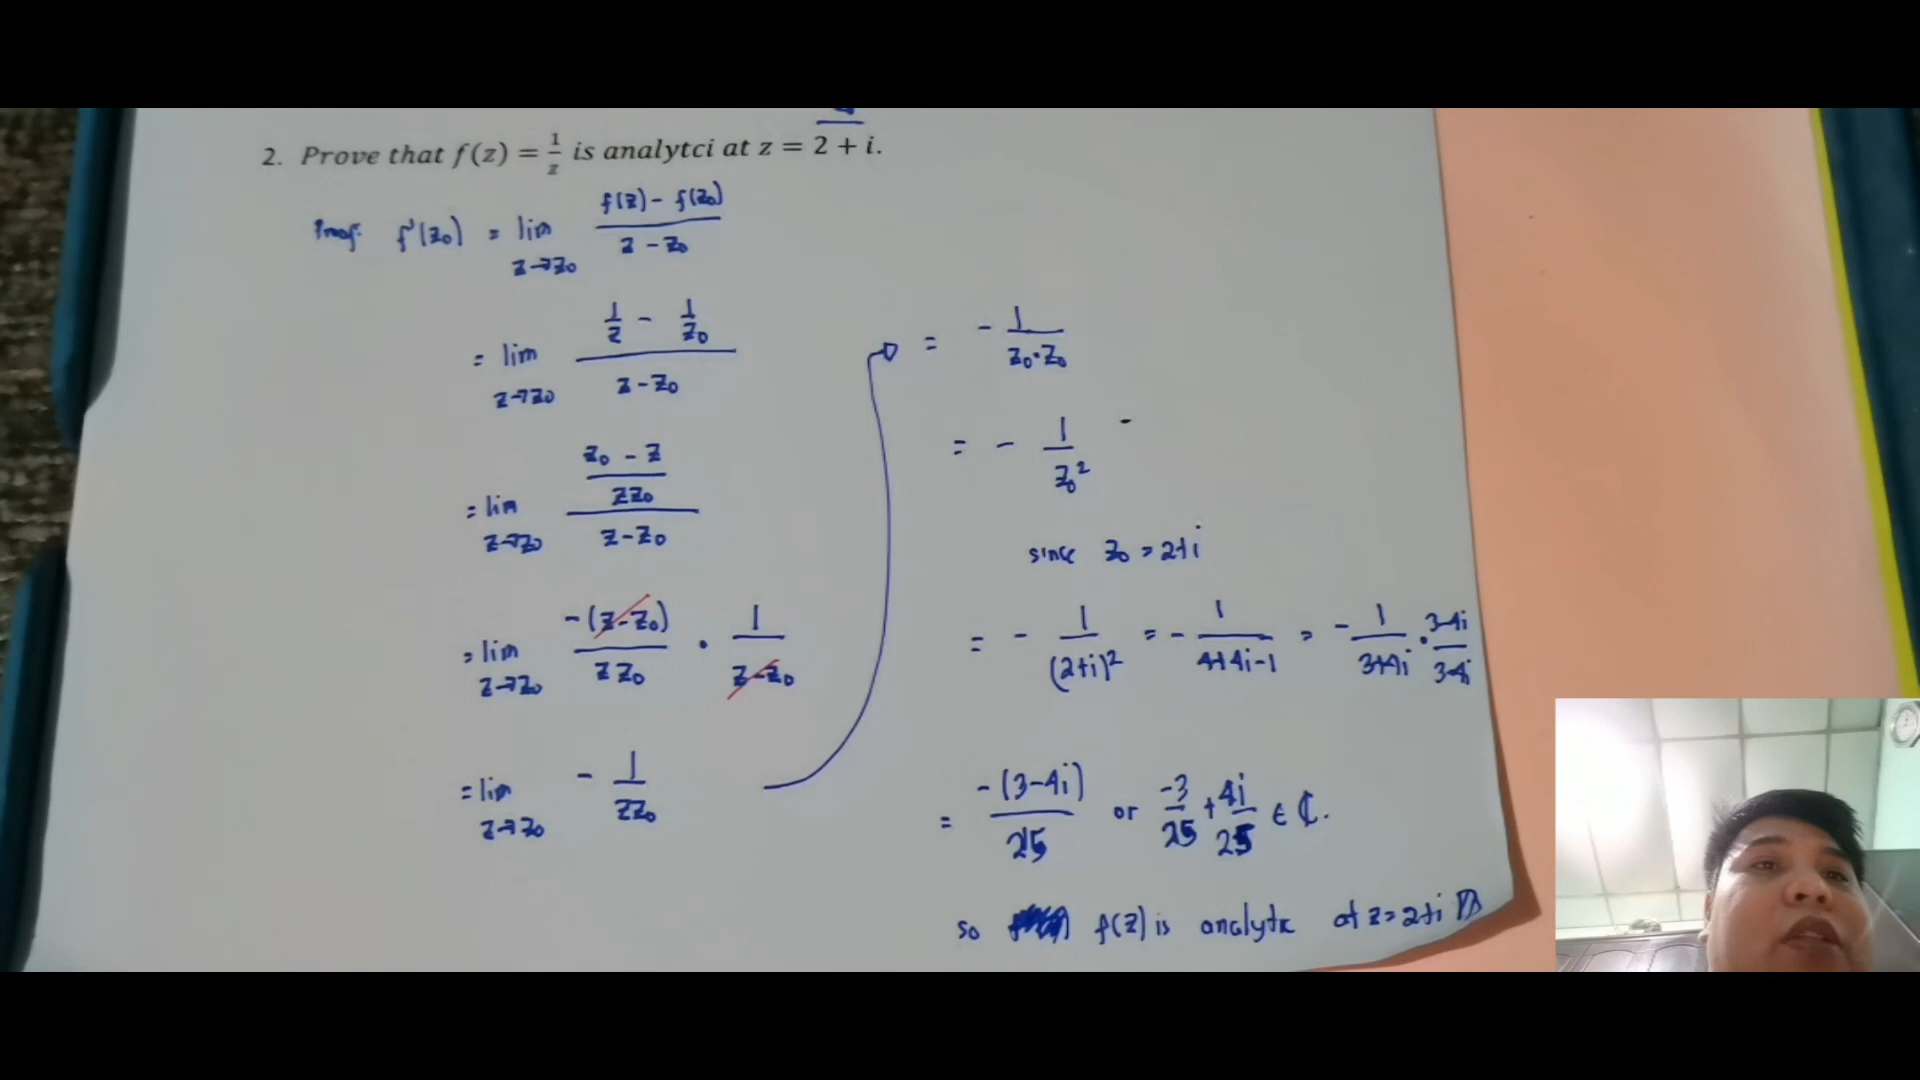 2. Prove that f(z) = 1/z is analytci at z = 2 + i.
Proof: f'(z₀) = lim z→z₀ (f(z) - f(z₀)) / (z - z₀)
= lim z→z₀ (1/z - 1/z₀) / (z - z₀)
= lim z→z₀ ((z₀ - z) / (zz₀)) / (z - z₀)
= lim z→z₀ -(z-z₀) / (z z₀) · 1 / (z-z₀)
= lim z→z₀ - 1 / (zz₀)
= - 1 / (z₀·z₀)
= - 1 / z₀²
since z₀ = 2+i
= - 1 / (2+i)² = - 1 / (4+4i-1) = - 1 / (3+4i) · (3-4i) / (3-4i)
= -(3-4i) / 25 or -3/25 + 4i/25 ∈ ℂ.
so f(z) is analytic at z=2+i